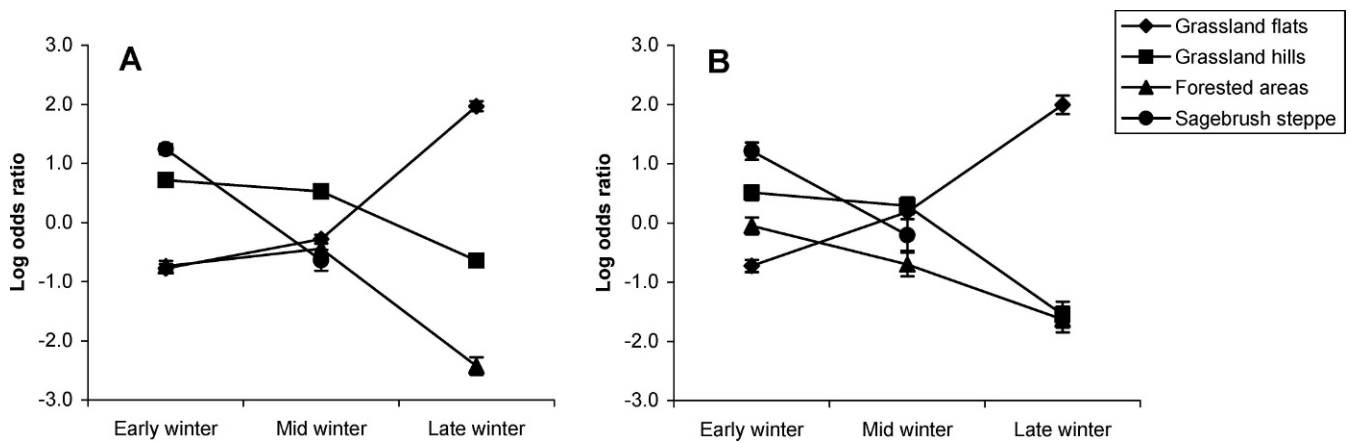 A
Log odds ratio
3.0
2.0
1.0
0.0
-1.0
-2.0
-3.0
Early winter
Mid winter
Late winter
B
Log odds ratio
3.0
2.0
1.0
0.0
-1.0
-2.0
-3.0
Early winter
Mid winter
Late winter
Grassland flats
Grassland hills
Forested areas
Sagebrush steppe